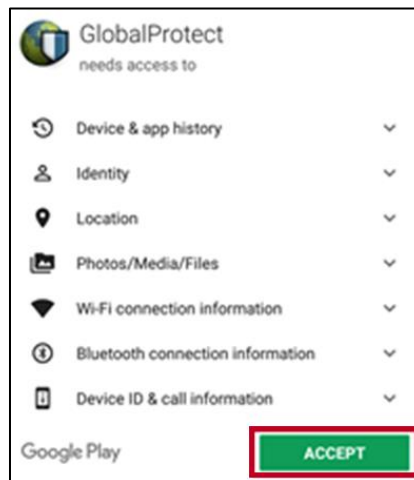 GlobalProtect
needs access to
Device & app history
Identity
Location
Photos/Media/Files
Wi-Fi connection information
Bluetooth connection information
Device ID & call information
Google Play
ACCEPT